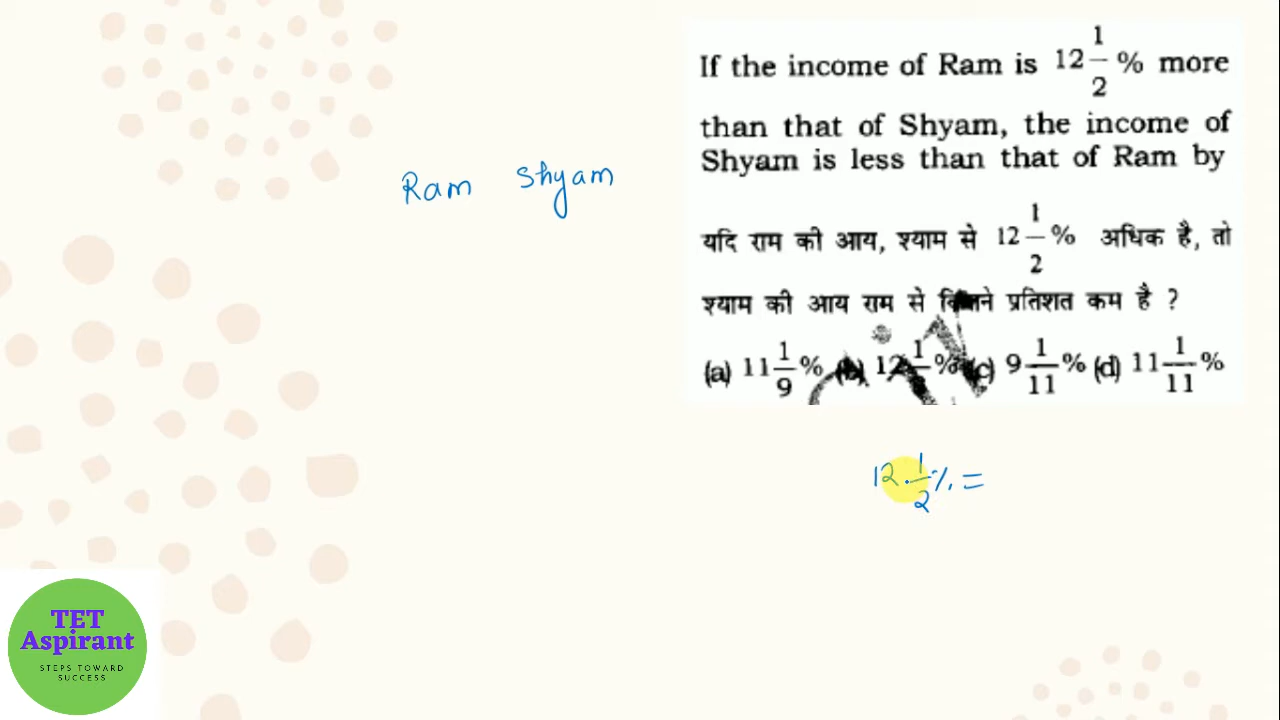 If the income of Ram is 12 1/2 % more
than that of Shyam, the income of
Shyam is less than that of Ram by
यदि राम की आय, श्याम से 12 1/2 % अधिक है, तो
श्याम की आय राम से प्रतिशत कम है ?
(a) 11 1/9 % (b) 12 % (c) 9 1/11 % (d) 11 1/11 %
Ram Shyam
12 1/2 % =
TET
Aspirant
STEPS TOWARD
SUCCESS